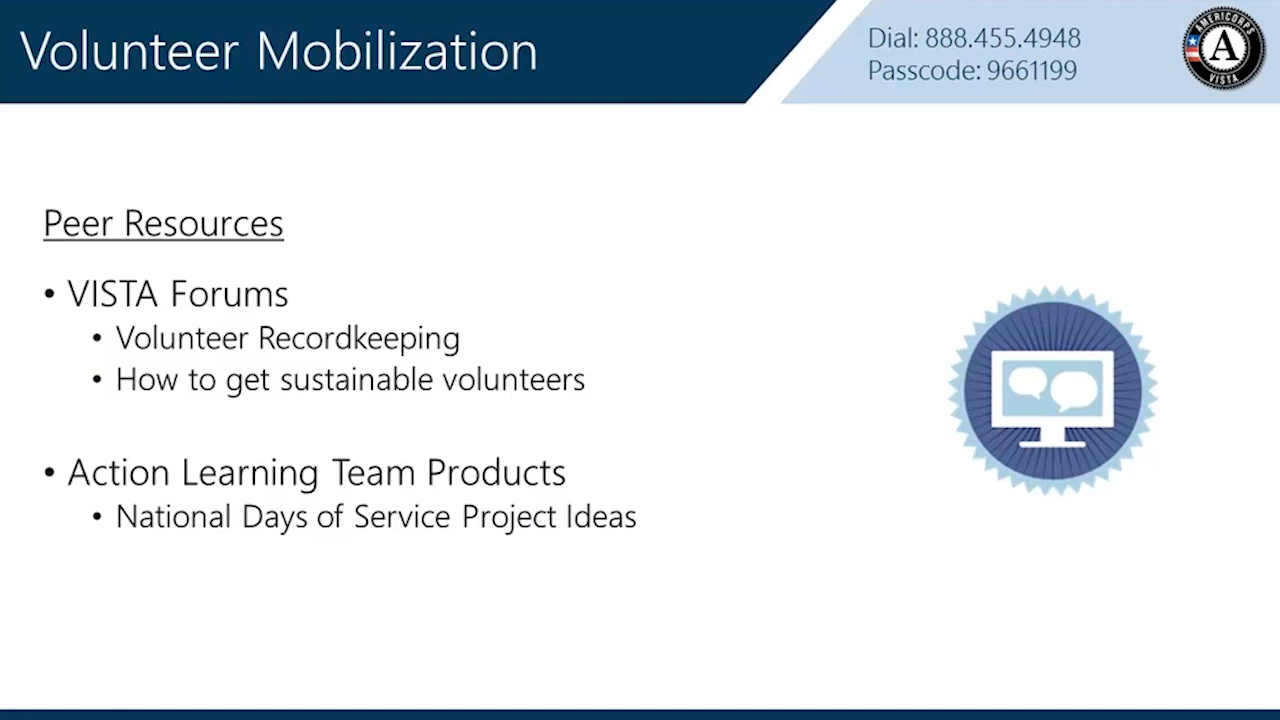 Volunteer Mobilization
Dial: 888.455.4948
Passcode: 9661199
AMERICORPS
A
VISTA
Peer Resources
• VISTA Forums
• Volunteer Recordkeeping
• How to get sustainable volunteers
• Action Learning Team Products
• National Days of Service Project Ideas